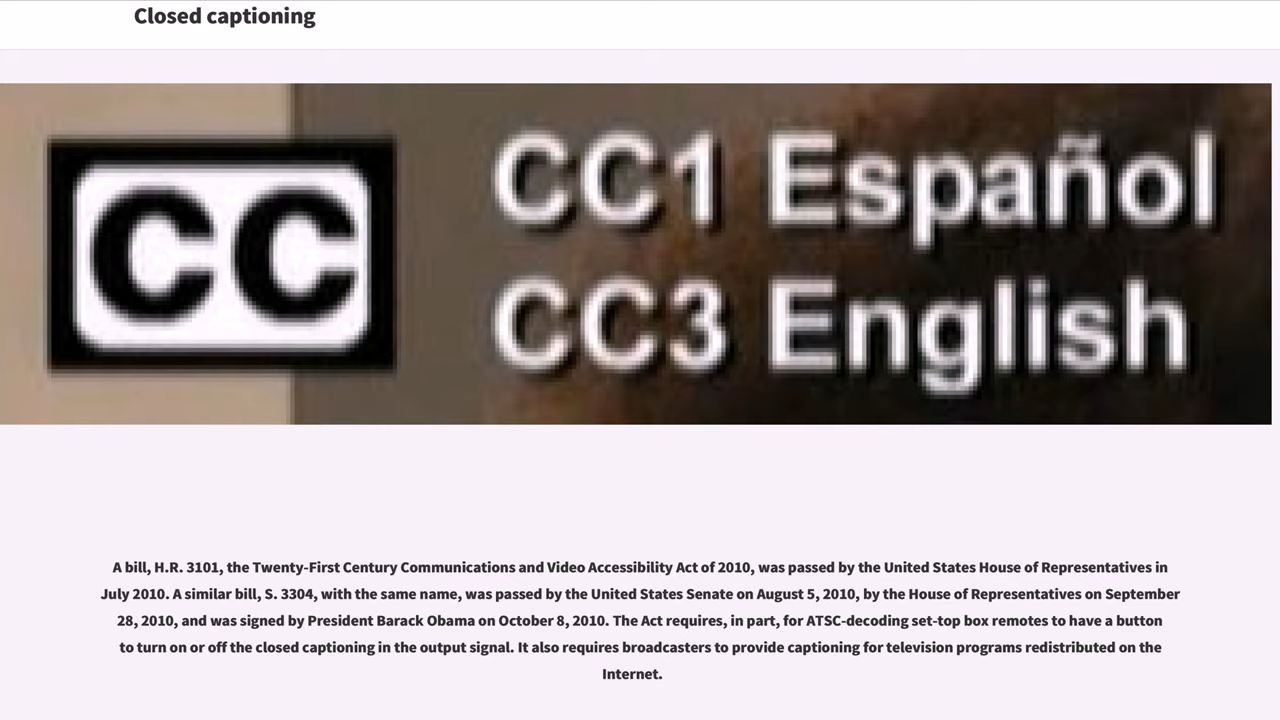 Closed captioning
CC
CC1 Español
CC3 English
A bill, H.R. 3101, the Twenty-First Century Communications and Video Accessibility Act of 2010, was passed by the United States House of Representatives in
July 2010. A similar bill, S. 3304, with the same name, was passed by the United States Senate on August 5, 2010, by the House of Representatives on September
28, 2010, and was signed by President Barack Obama on October 8, 2010. The Act requires, in part, for ATSC-decoding set-top box remotes to have a button
to turn on or off the closed captioning in the output signal. It also requires broadcasters to provide captioning for television programs redistributed on the
Internet.